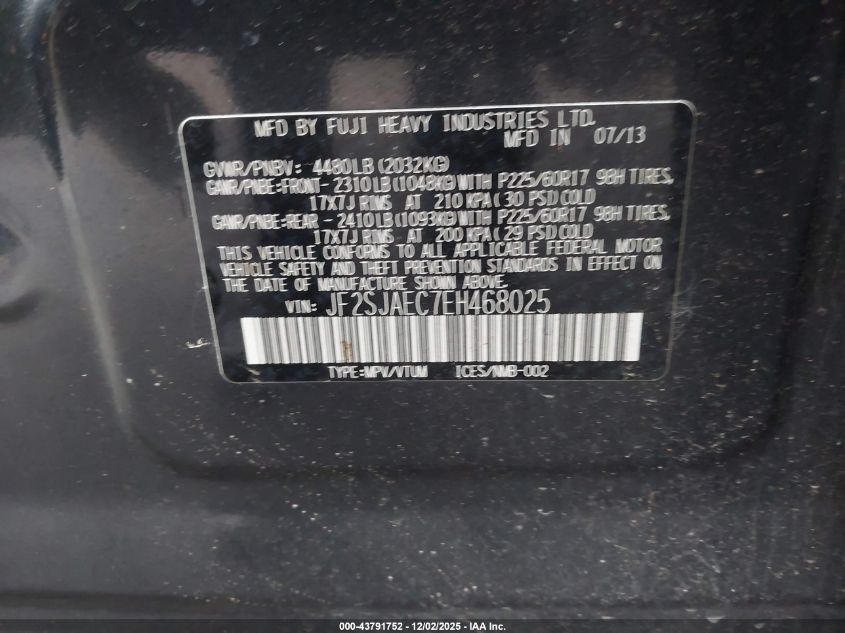 MFD BY FUJI HEAVY INDUSTRIES LTD.
MFD IN 07/13
GVWR/PNBV: 4480LB(2032KG)
GAWR/PNBE:FRONT-2310LB(1048KG)WITH P225/60R17 98H TIRES,
17X7J RIMS AT 210 KPA(30 PSI)COLD
GAWR/PNBE:REAR -2410LB(1093KG)WITH P225/60R17 98H TIRES,
17X7J RIMS AT 200 KPA(29 PSI)COLD
THIS VEHICLE CONFORMS TO ALL APPLICABLE FEDERAL MOTOR
VEHICLE SAFETY AND THEFT PREVENTION STANDARDS IN EFFECT ON
THE DATE OF MANUFACTURE SHOWN ABOVE.
VIN: JF2SJAEC7EH468025
TYPE:MPV/VTUM ICES/NMB-002
000-43791752 - 12/02/2025 - IAA Inc.